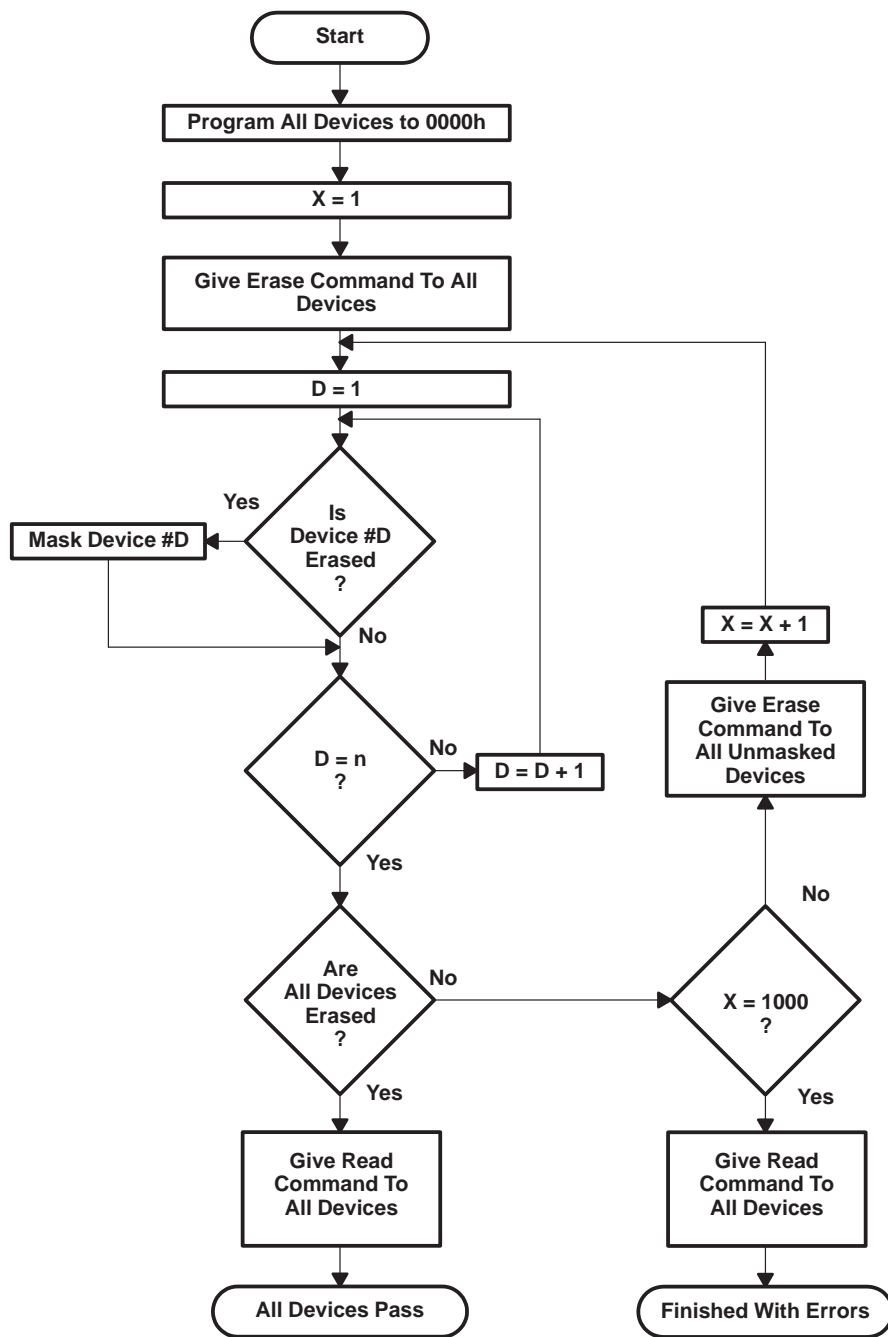 Start
Program All Devices to 0000h
X = 1
Give Erase Command To All
Devices
D = 1
Yes
Is
Device #D
Erased
?
Mask Device #D
No
X = X + 1
Give Erase
Command To
All Unmasked
Devices
D = n
?
No
D = D + 1
Yes
No
Are
All Devices
Erased
?
No
X = 1000
?
Yes
Yes
Give Read
Command To
All Devices
Give Read
Command To
All Devices
All Devices Pass
Finished With Errors